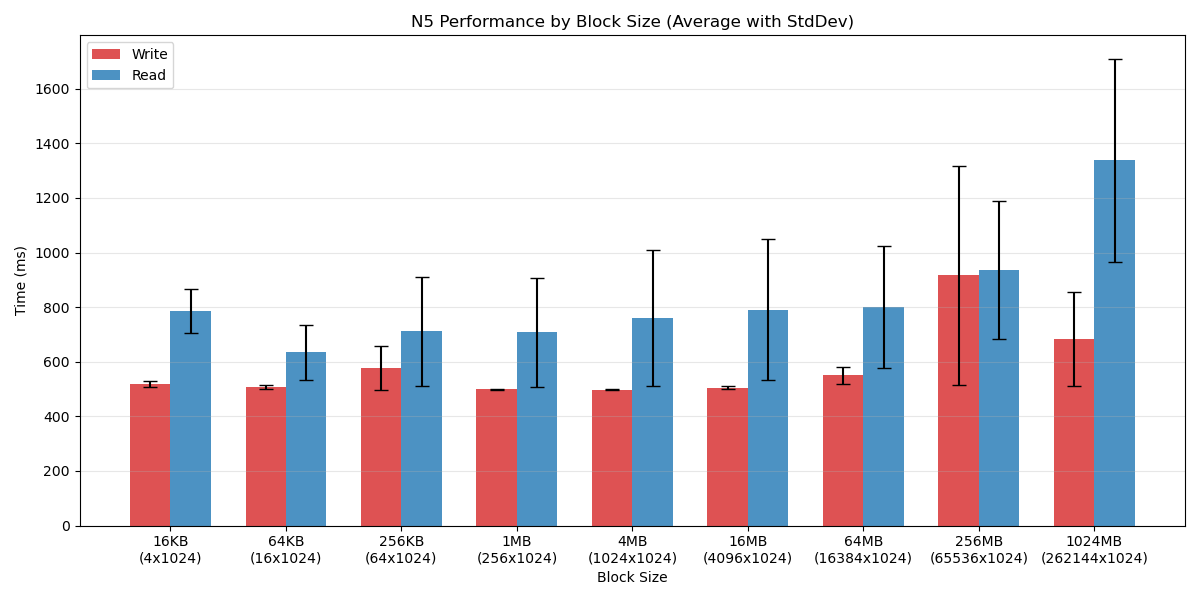 N5 Performance by Block Size (Average with StdDev)
Write
Read
Time (ms)
1600
1400
1200
1000
800
600
400
200
0
16KB 64KB 256KB 1MB 4MB 16MB 64MB 256MB 1024MB
(4x1024) (16x1024) (64x1024) (256x1024) (1024x1024) (4096x1024) (16384x1024) (65536x1024) (262144x1024)
Block Size